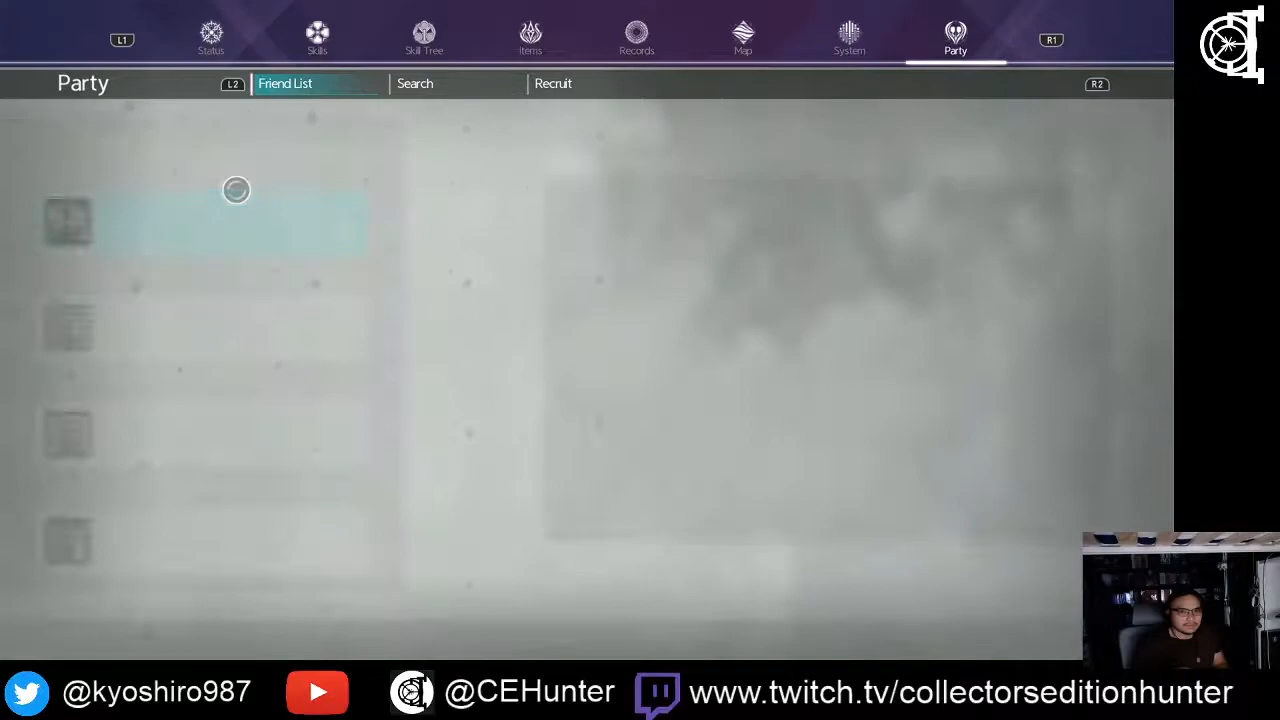 L1 Status Skills Skill Tree Items Records Map System Party R1
Party L2 Friend List Search Recruit R2
@kyoshiro987 @CEHunter www.twitch.tv/collectorseditionhunter